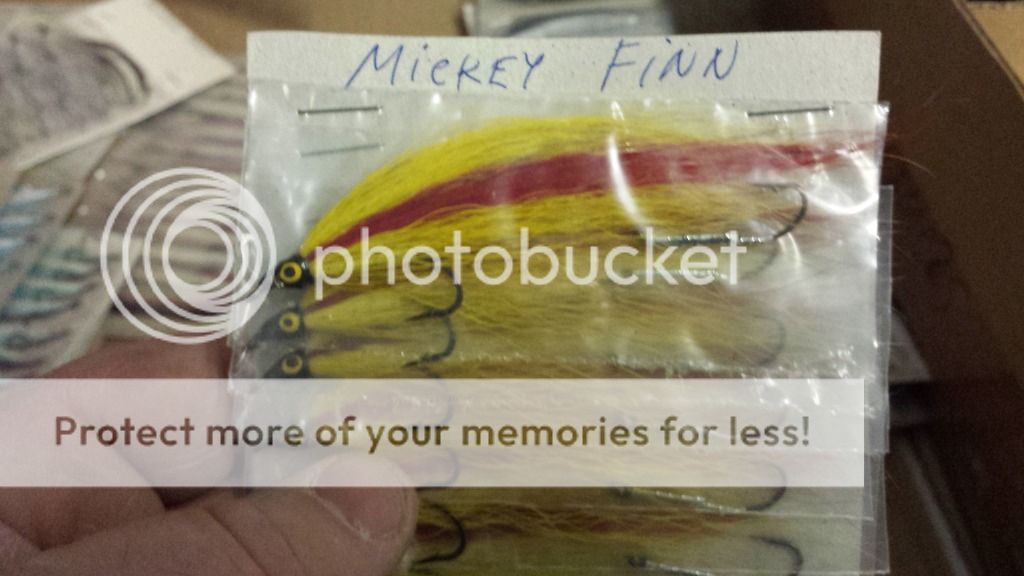 MICKEY FINN
photobucket
Protect more of your memories for less!